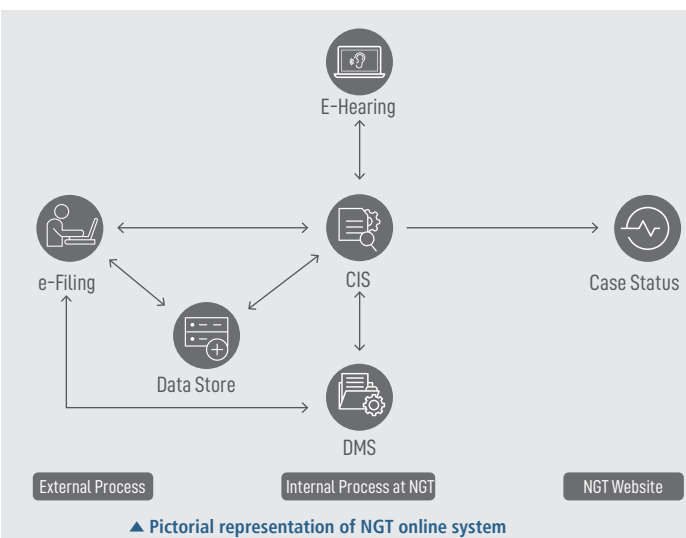 E-Hearing
e-Filing
CIS
Case Status
Data Store
DMS
External Process
Internal Process at NGT
NGT Website
▲ Pictorial representation of NGT online system